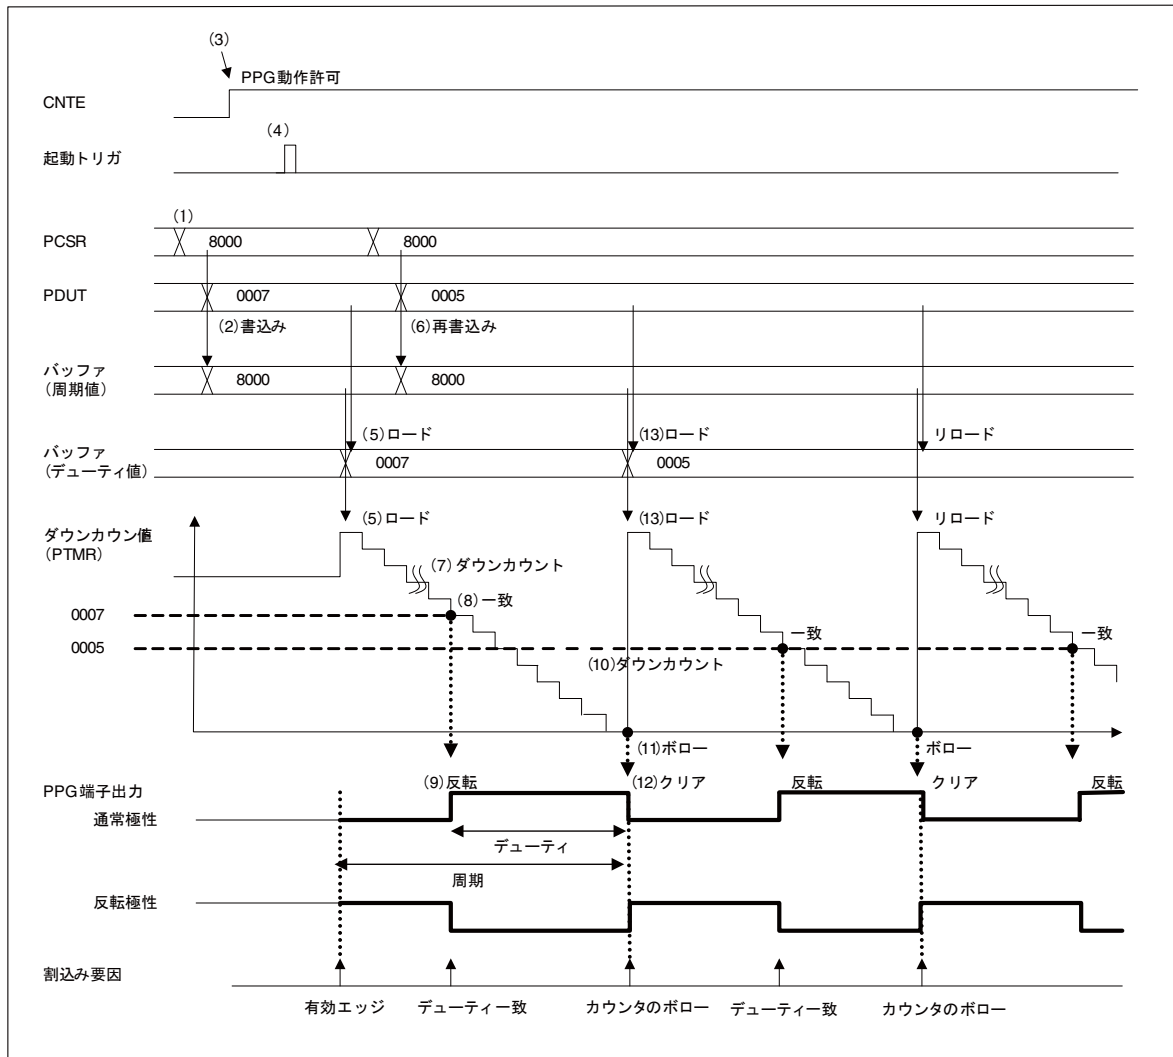 (3)
PPG動作許可
CNTE
(4)
起動トリガ
(1)
PCSR 8000 8000
PDUT 0007 0005
(2)書込み (6)再書込み
バッファ
(周期値) 8000 8000
(5)ロード (13)ロード リロード
バッファ
(デューティ値) 0007 0005
(5)ロード (13)ロード リロード
ダウンカウン値
(PTMR)
(7)ダウンカウント
(8)一致
0007
一致 一致
0005
(10)ダウンカウント
(11)ボロー ボロー
(9)反転 (12)クリア 反転 クリア 反転
PPG端子出力
通常極性
デューティ
周期
反転極性
割込み要因
有効エッジ デューティ一致 カウンタのボロー デューティ一致 カウンタのボロー